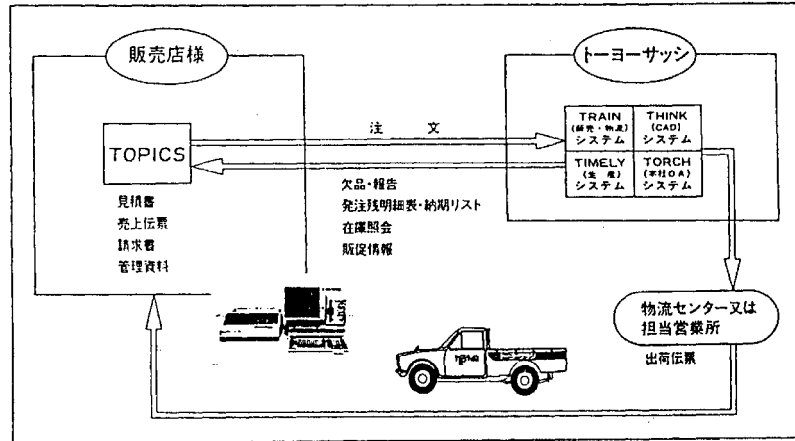 販売店様
トーヨーサッシ
注 文
TOPICS
TRAIN
(販売・物流)
システム
THINK
(CAD)
システム
TIMELY
(生 産)
システム
TORCH
(本社OA)
システム
見積書
売上伝票
請求書
管理資料
欠品・報告
発注残明細表・納期リスト
在庫照会
販促情報
物流センター又は
担当営業所
出荷伝票